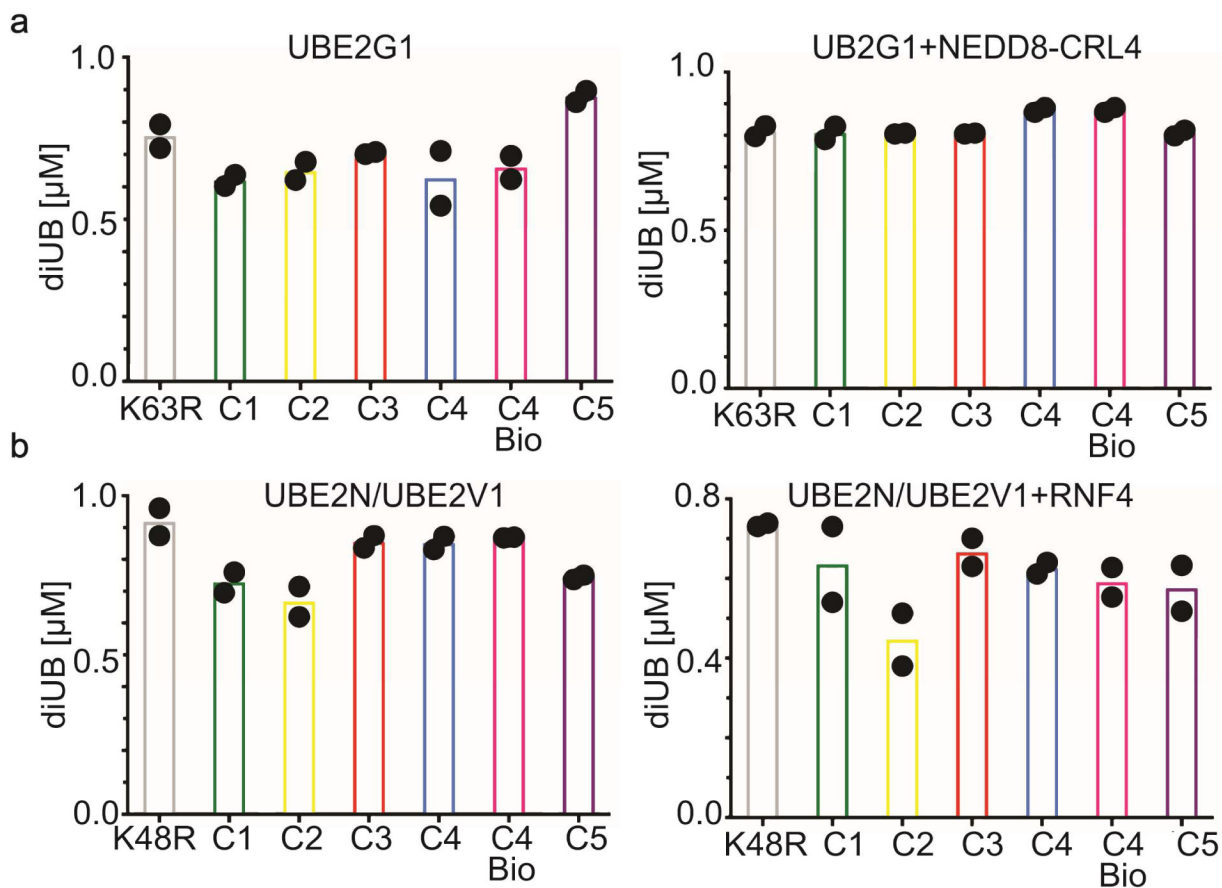 a
UBE2G1
diUB [µM]
1.0
0.5
0.0
K63R C1 C2 C3 C4 C4 C5
Bio
UB2G1+NEDD8-CRL4
diUB [µM]
1.0
0.5
0.0
K63R C1 C2 C3 C4 C4 C5
Bio
b
UBE2N/UBE2V1
diUB [µM]
1.0
0.5
0.0
K48R C1 C2 C3 C4 C4 C5
Bio
UBE2N/UBE2V1+RNF4
diUB [µM]
0.8
0.4
0.0
K48R C1 C2 C3 C4 C4 C5
Bio